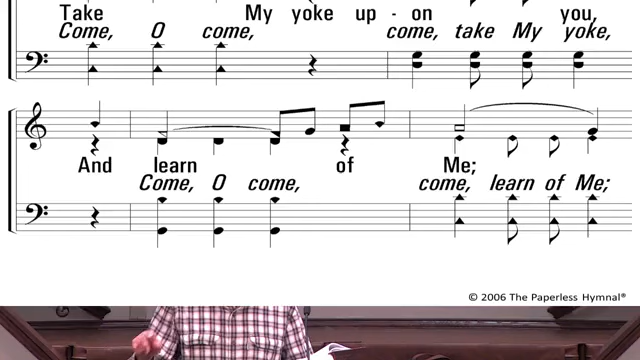 Take My yoke up - on you,
Come, O come, come, take My yoke,
And learn of Me;
Come, O come, come, learn of Me;
© 2006 The Paperless Hymnal®